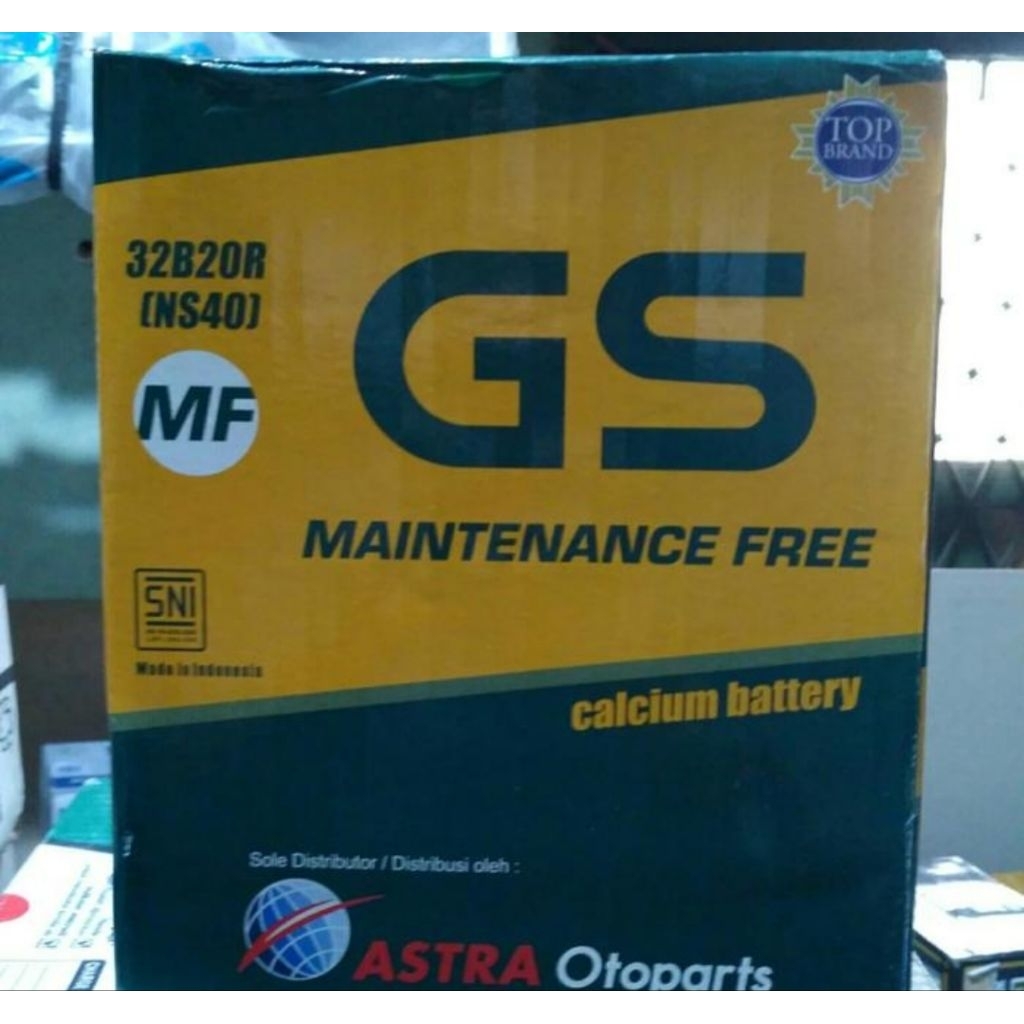 TOP
BRAND
32B20R
(NS40)
GS
MF
MAINTENANCE FREE
SNI
Made in Indonesia
calcium battery
Sole Distributor / Distribusi oleh :
ASTRA Otoparts